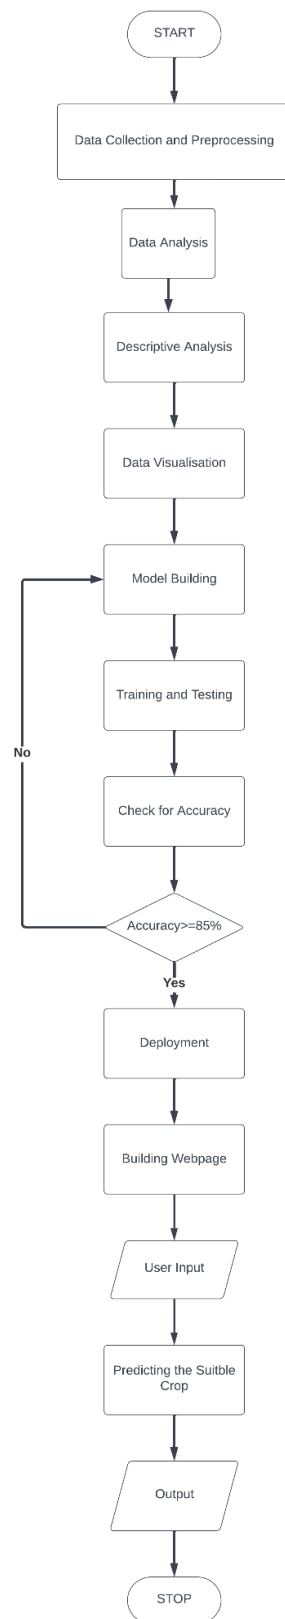 START
Data Collection and Preprocessing
Data Analysis
Descriptive Analysis
Data Visualisation
Model Building
Training and Testing
No
Check for Accuracy
Accuracy>=85%
Yes
Deployment
Building Webpage
User Input
Predicting the Suitble
Crop
Output
STOP